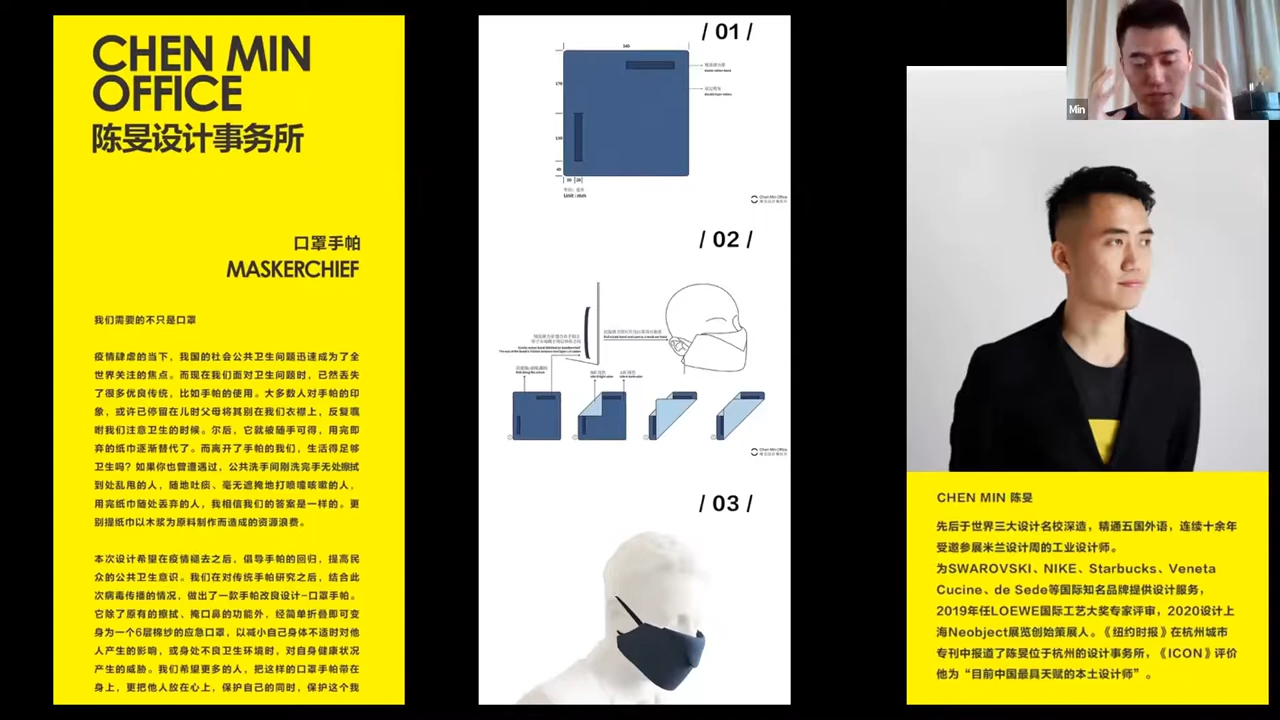 CHEN MIN
OFFICE
陈旻设计事务所
口罩手帕
MASKERCHIEF
我们需要的不只是口罩
疫情肆虐的当下，我国的社会公共卫生问题迅速成为了全
世界关注的焦点。而现在我们面对卫生问题时，已然丢失
了很多优良传统，比如手帕的使用。大多数人对手帕的印
象，或许已停留在儿时父母将其别在我们衣襟上，反复嘱
咐我们注意卫生的时候。尔后，它就被随手可得，用完即
弃的纸巾逐渐替代了。而离开了手帕的我们，生活得足够
卫生吗？如果你也曾遭遇过，公共洗手间刚洗完手无处擦拭
到处乱甩的人，随地吐痰、毫无遮掩地打喷嚏咳嗽的人，
用完纸巾随处丢弃的人，我相信我们的答案是一样的。更
别提纸巾以木浆为原料制作而造成的资源浪费。
本次设计希望在疫情褪去之后，倡导手帕的回归，提高民
众的公共卫生意识。我们在对传统手帕研究之后，结合此
次病毒传播的情况，做出了一款手帕改良设计-口罩手帕。
它除了原有的擦拭、掩口鼻的功能外，经简单折叠即可变
身为一个6层棉纱的应急口罩，以减小自己身体不适时对他
人产生的影响，或身处不良卫生环境时，对自身健康状况
产生的威胁。我们希望更多的人，把这样的口罩手帕带在
身上，更把他人放在心上，保护自己的同时，保护这个我
/ 01 /
340
170
130
40
30 20
单位：毫米
Unit : mm
Chen Min Office
陈旻设计事务所
/ 02 /
Chen Min Office
陈旻设计事务所
/ 03 /
Min
CHEN MIN 陈旻
先后于世界三大设计名校深造，精通五国外语，连续十余年
受邀参展米兰设计周的工业设计师。
为SWAROVSKI、NIKE、Starbucks、Veneta
Cucine、de Sede等国际知名品牌提供设计服务，
2019年任LOEWE国际工艺大奖专家评审，2020设计上
海Neobject展览创始策展人。《纽约时报》在杭州城市
专刊中报道了陈旻位于杭州的设计事务所，《ICON》评价
他为“目前中国最具天赋的本土设计师”。